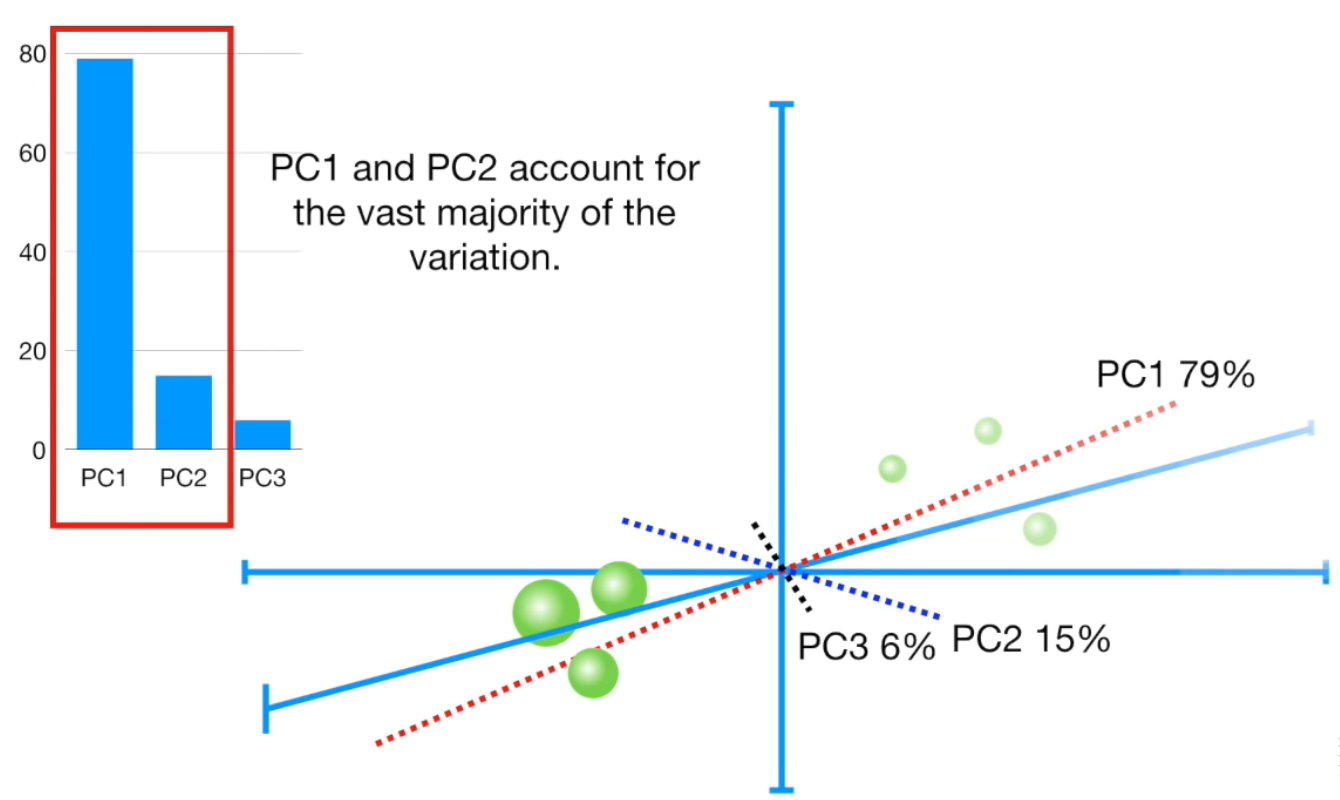 80
60
40
20
0
PC1 PC2 PC3
PC1 and PC2 account for
the vast majority of the
variation.
PC1 79%
PC3 6% PC2 15%